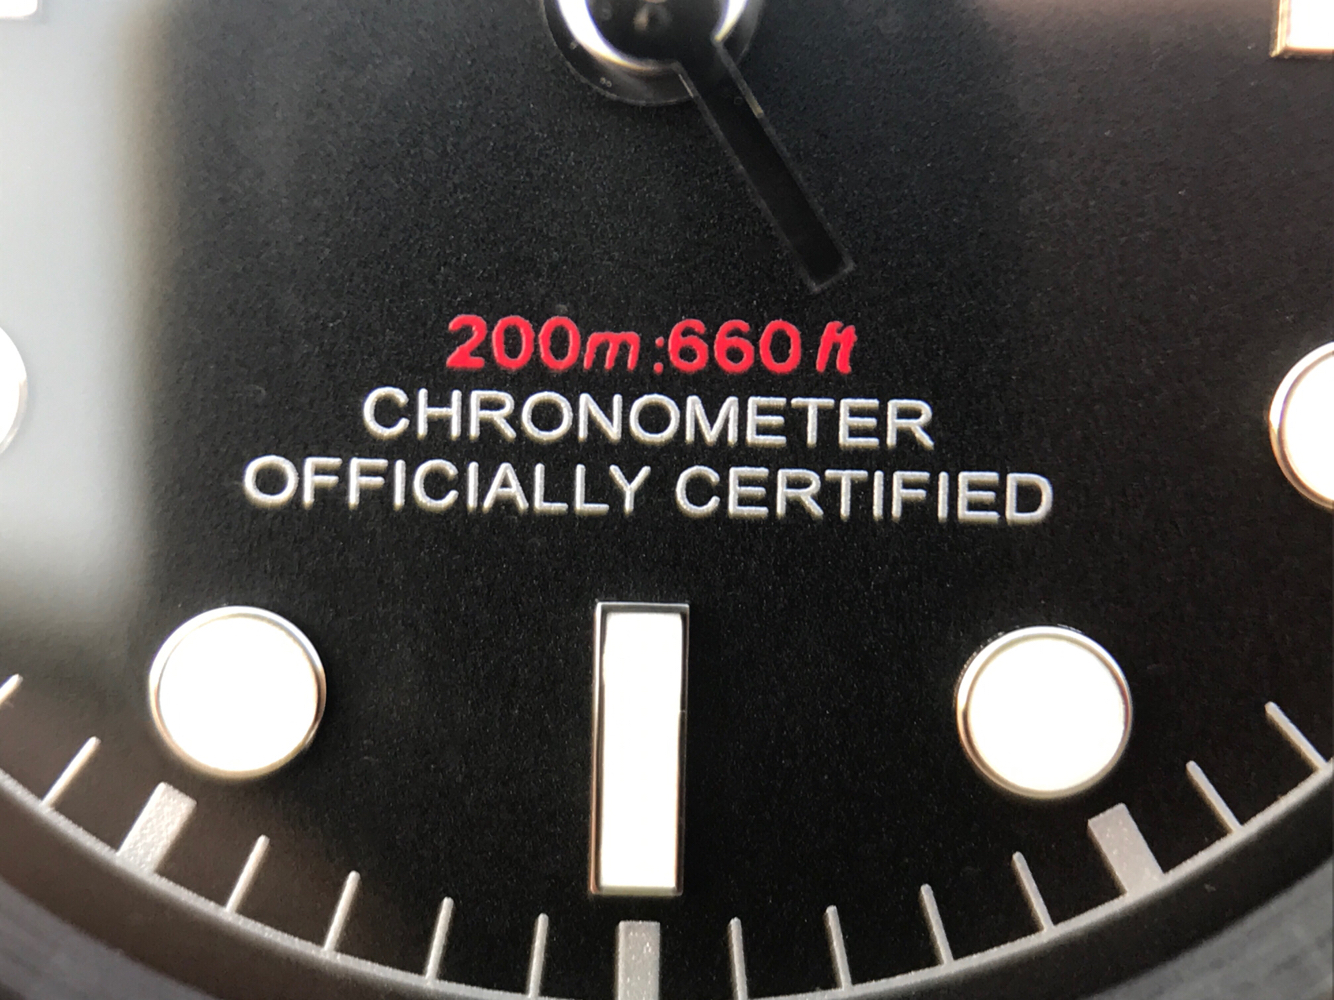 200m:660ft
CHRONOMETER
OFFICIALLY CERTIFIED